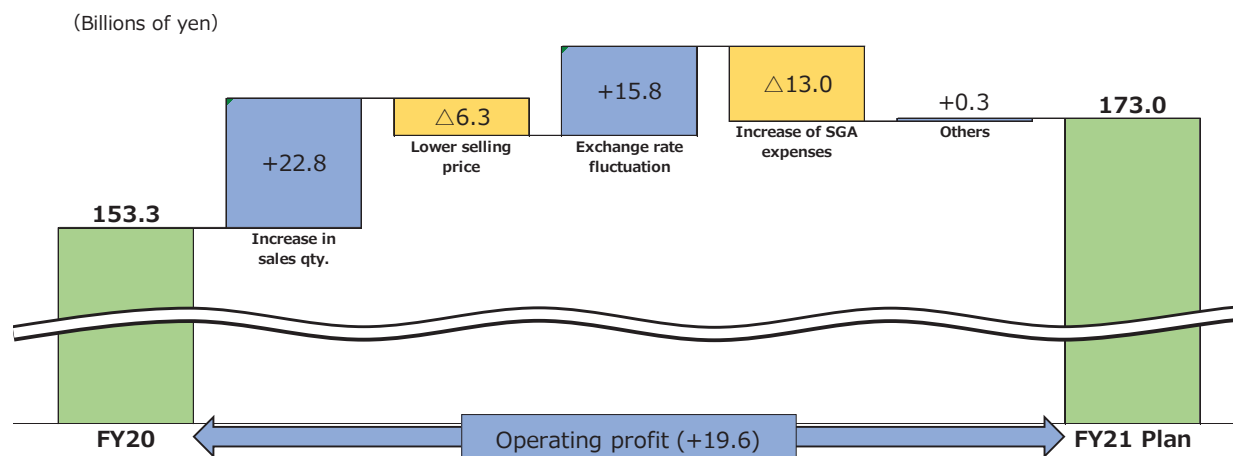 (Billions of yen)
+22.8
Increase in
sales qty.
△6.3
Lower selling
price
+15.8
Exchange rate
fluctuation
△13.0
Increase of SGA
expenses
+0.3
Others
153.3
173.0
FY20
Operating profit (+19.6)
FY21 Plan